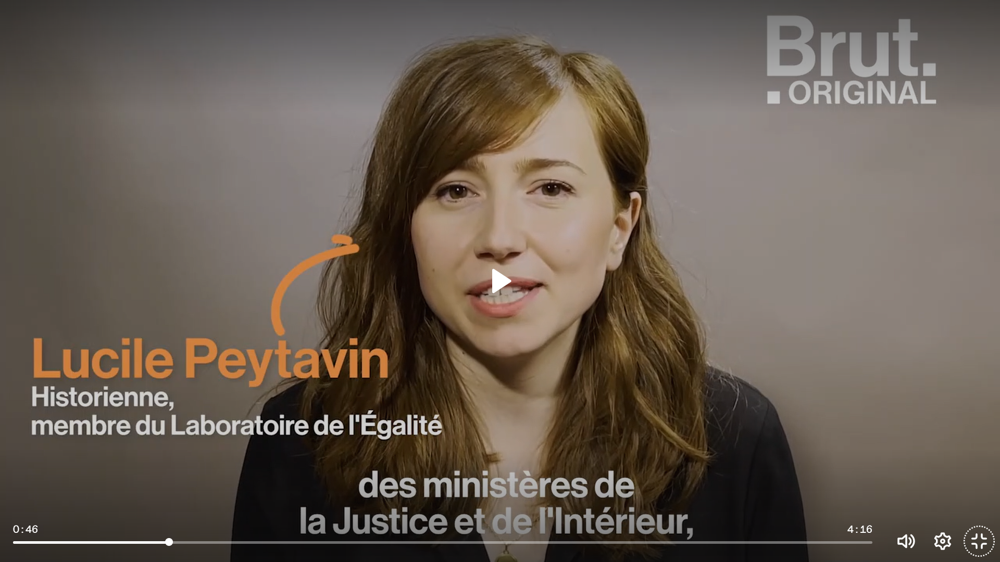 Brut.
ORIGINAL
Lucile Peytavin
Historienne,
membre du Laboratoire de l'Égalité
des ministères de
la Justice et de l'Intérieur,
0:46
4:16